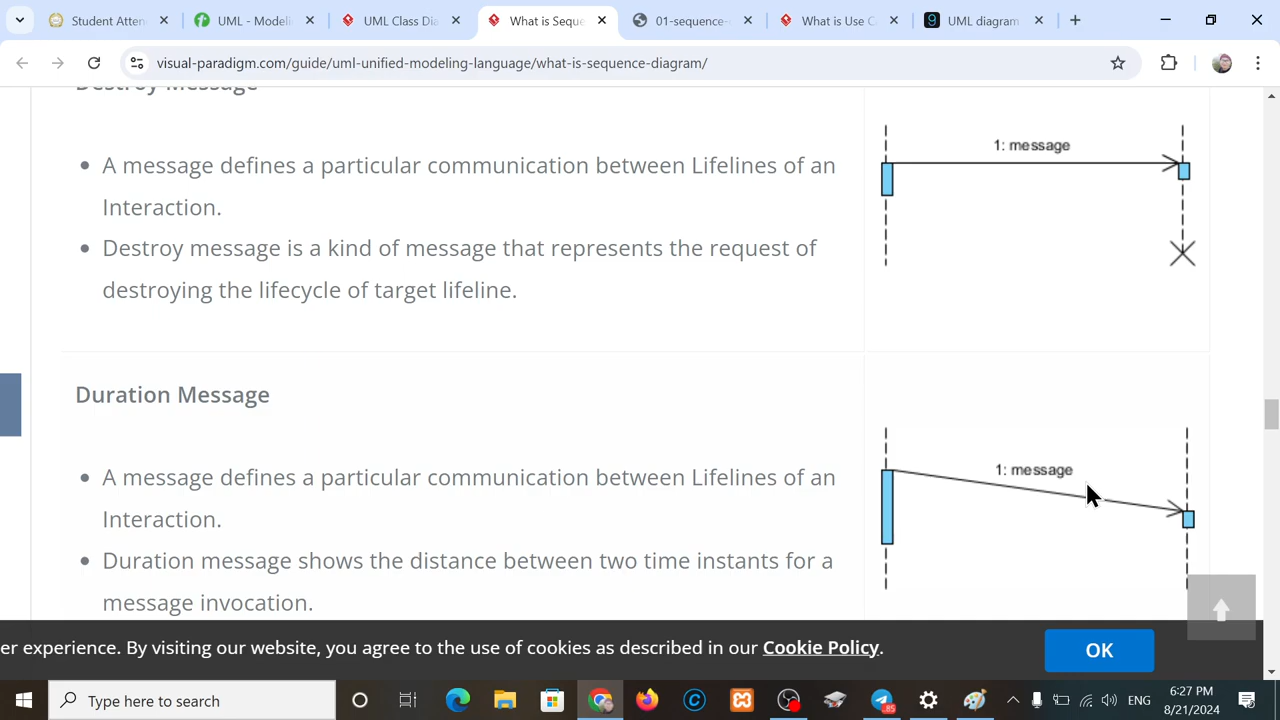 Student Atten
UML - Modeli
UML Class Dia
What is Seque
01-sequence-
What is Use C
UML diagram
visual-paradigm.com/guide/uml-unified-modeling-language/what-is-sequence-diagram/
Destroy Message
A message defines a particular communication between Lifelines of an
Interaction.
Destroy message is a kind of message that represents the request of
destroying the lifecycle of target lifeline.
1: message
Duration Message
A message defines a particular communication between Lifelines of an
Interaction.
Duration message shows the distance between two time instants for a
message invocation.
1: message
er experience. By visiting our website, you agree to the use of cookies as described in our Cookie Policy.
OK
Type here to search
ENG
6:27 PM
8/21/2024